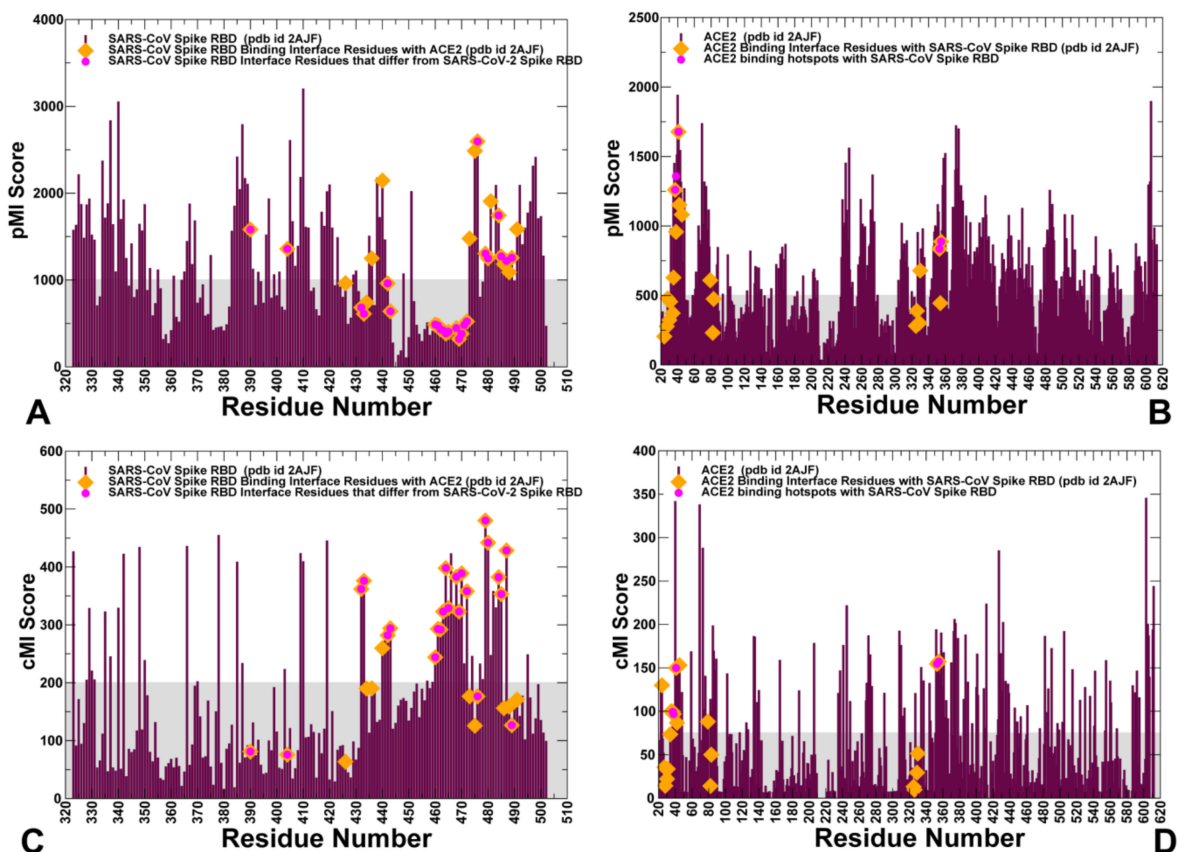 SARS-CoV Spike RBD (pdb id 2AJF)
SARS-CoV Spike RBD Binding Interface Residues with ACE2 (pdb id 2AJF)
SARS-CoV Spike RBD Interface Residues that differ from SARS-CoV-2 Spike RBD
pMI Score
4000
3000
2000
1000
0
320 330 340 350 360 370 380 390 400 410 420 430 440 450 460 470 480 490 500 510
Residue Number
A
ACE2 (pdb id 2AJF)
ACE2 Binding Interface Residues with SARS-CoV Spike RBD (pdb id 2AJF)
ACE2 binding hotspots with SARS-CoV Spike RBD
pMI Score
2500
2000
1500
1000
500
0
20 40 60 80 100 120 140 160 180 200 220 240 260 280 300 320 340 360 380 400 420 440 460 480 500 520 540 560 580 600 620
Residue Number
B
SARS-CoV Spike RBD (pdb id 2AJF)
SARS-CoV Spike RBD Binding Interface Residues with ACE2 (pdb id 2AJF)
SARS-CoV Spike RBD Interface Residues that differ from SARS-CoV-2 Spike RBD
cMI Score
600
500
400
300
200
100
0
320 330 340 350 360 370 380 390 400 410 420 430 440 450 460 470 480 490 500 510
Residue Number
C
ACE2 (pdb id 2AJF)
ACE2 Binding Interface Residues with SARS-CoV Spike RBD (pdb id 2AJF)
ACE2 binding hotspots with SARS-CoV Spike RBD
cMI Score
400
350
300
250
200
150
100
50
0
20 40 60 80 100 120 140 160 180 200 220 240 260 280 300 320 340 360 380 400 420 440 460 480 500 520 540 560 580 600 620
Residue Number
D